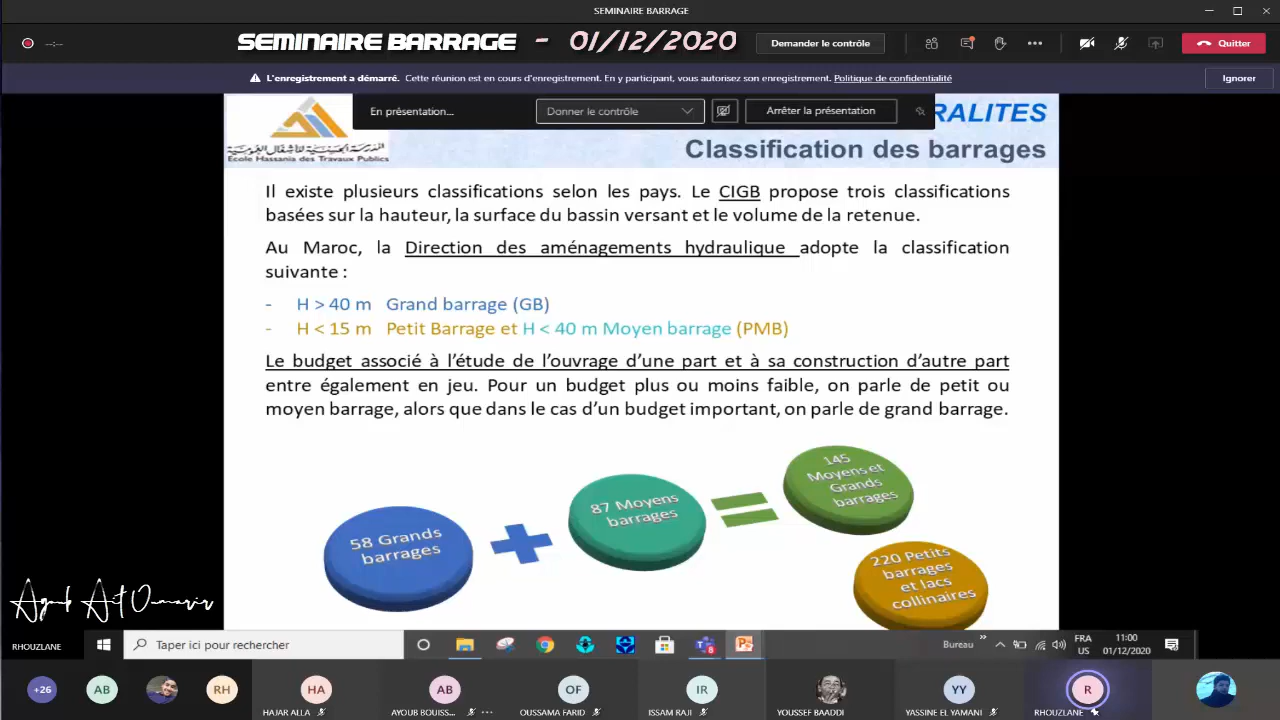 SEMINAIRE BARRAGE
SEMINAIRE BARRAGE - 01/12/2020
--:--
Demander le contrôle
Quitter
L'enregistrement a démarré. Cette réunion est en cours d'enregistrement. En y participant, vous autorisez son enregistrement. Politique de confidentialité
Ignorer
En présentation...
Donner le contrôle
Arrêter la présentation
RALITES
المدرسة الحسنية للأشغال العمومية
Ecole Hassania des Travaux Publics
Classification des barrages
Il existe plusieurs classifications selon les pays. Le CIGB propose trois classifications
basées sur la hauteur, la surface du bassin versant et le volume de la retenue.
Au Maroc, la Direction des aménagements hydraulique adopte la classification
suivante :
- H > 40 m Grand barrage (GB)
- H < 15 m Petit Barrage et H < 40 m Moyen barrage (PMB)
Le budget associé à l'étude de l'ouvrage d'une part et à sa construction d'autre part
entre également en jeu. Pour un budget plus ou moins faible, on parle de petit ou
moyen barrage, alors que dans le cas d'un budget important, on parle de grand barrage.
58 Grands
barrages
87 Moyens
barrages
145
Moyens et
Grands
barrages
220 Petits
barrages
et lacs
collinaires
RHOUZLANE
Taper ici pour rechercher
8
Bureau
FRA
US
11:00
01/12/2020
+26
AB
RH
HA
AB
OF
IR
YY
R
HAJAR ALLA
AYOUB BOUISS...
OUSSAMA FARID
ISSAM RAJI
YOUSSEF BAADDI
YASSINE EL YAMANI
RHOUZLANE